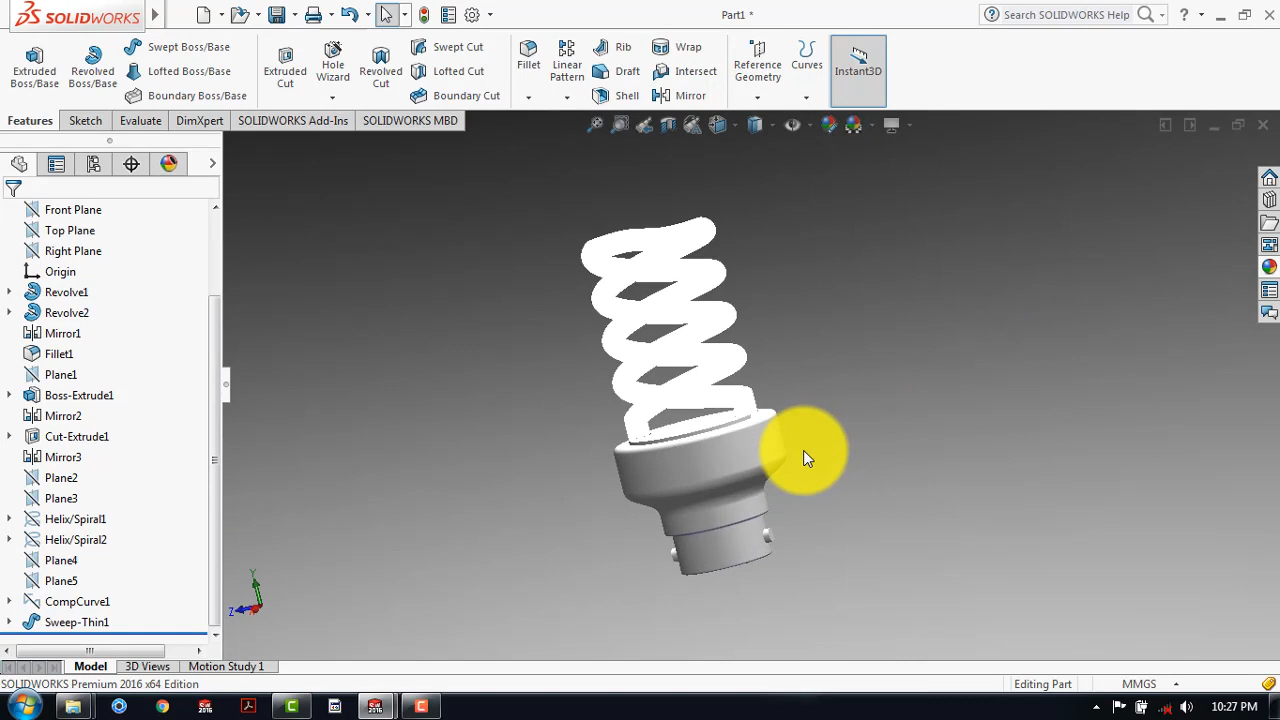 SOLIDWORKS
Part1 *
Search SOLIDWORKS Help
Extruded Boss/Base
Revolved Boss/Base
Swept Boss/Base
Lofted Boss/Base
Boundary Boss/Base
Extruded Cut
Hole Wizard
Revolved Cut
Swept Cut
Lofted Cut
Boundary Cut
Fillet
Linear Pattern
Rib
Draft
Shell
Wrap
Intersect
Mirror
Reference Geometry
Curves
Instant3D
Features
Sketch
Evaluate
DimXpert
SOLIDWORKS Add-Ins
SOLIDWORKS MBD
Front Plane
Top Plane
Right Plane
Origin
Revolve1
Revolve2
Mirror1
Fillet1
Plane1
Boss-Extrude1
Mirror2
Cut-Extrude1
Mirror3
Plane2
Plane3
Helix/Spiral1
Helix/Spiral2
Plane4
Plane5
CompCurve1
Sweep-Thin1
Y
Z
Model
3D Views
Motion Study 1
SOLIDWORKS Premium 2016 x64 Edition
Editing Part
MMGS
10:27 PM